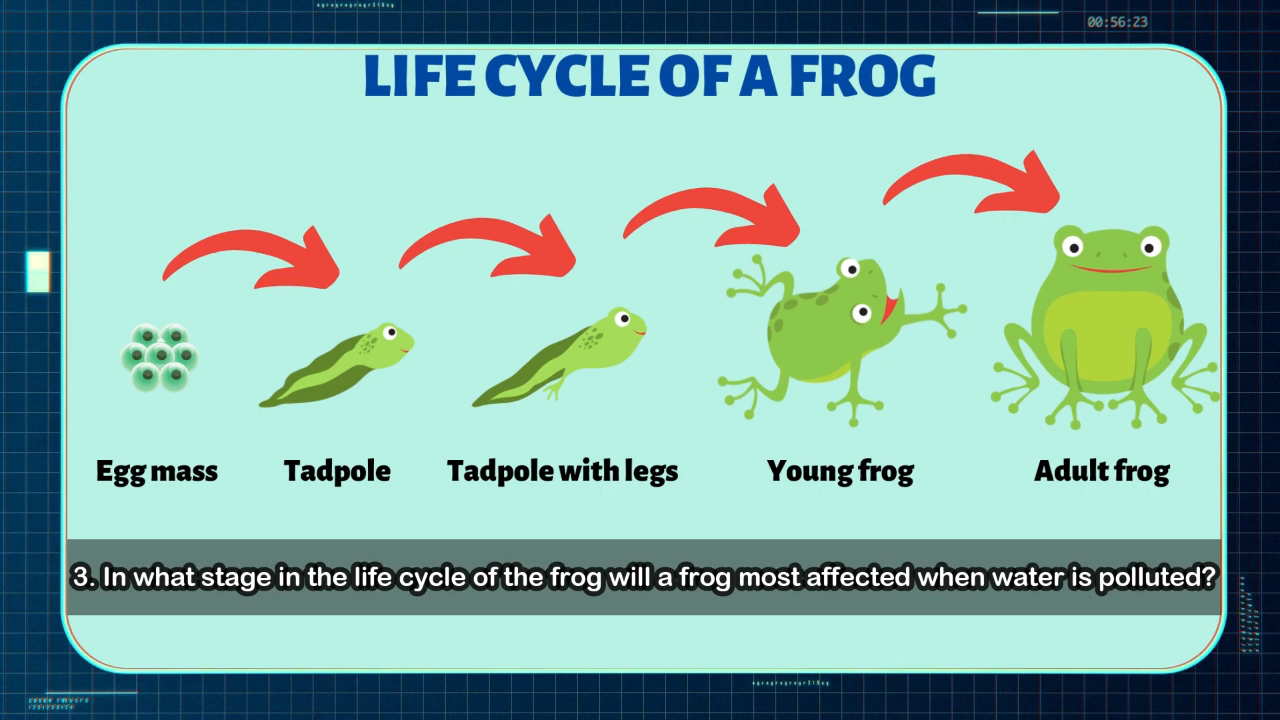 00:56:23
LIFE CYCLE OF A FROG
Egg mass
Tadpole
Tadpole with legs
Young frog
Adult frog
3. In what stage in the life cycle of the frog will a frog most affected when water is polluted?